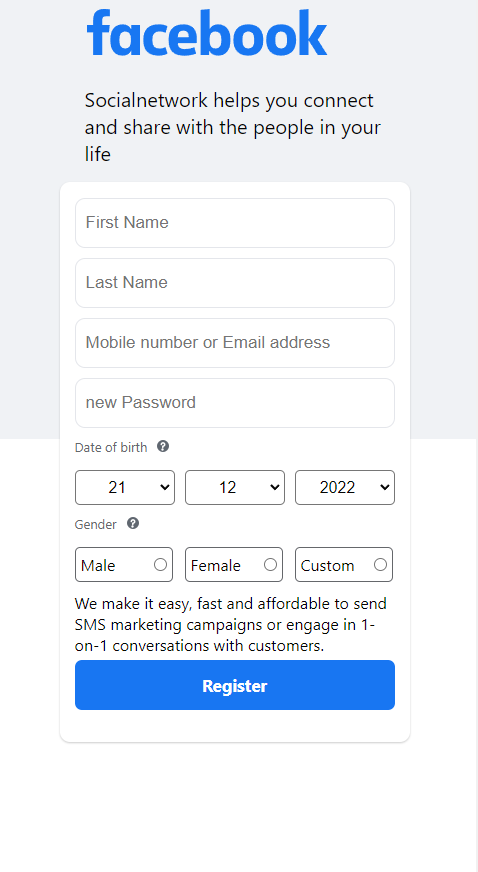 facebook
Socialnetwork helps you connect
and share with the people in your
life
First Name
Last Name
Mobile number or Email address
new Password
Date of birth ?
21 12 2022
Gender ?
Male Female Custom
We make it easy, fast and affordable to send
SMS marketing campaigns or engage in 1-
on-1 conversations with customers.
Register